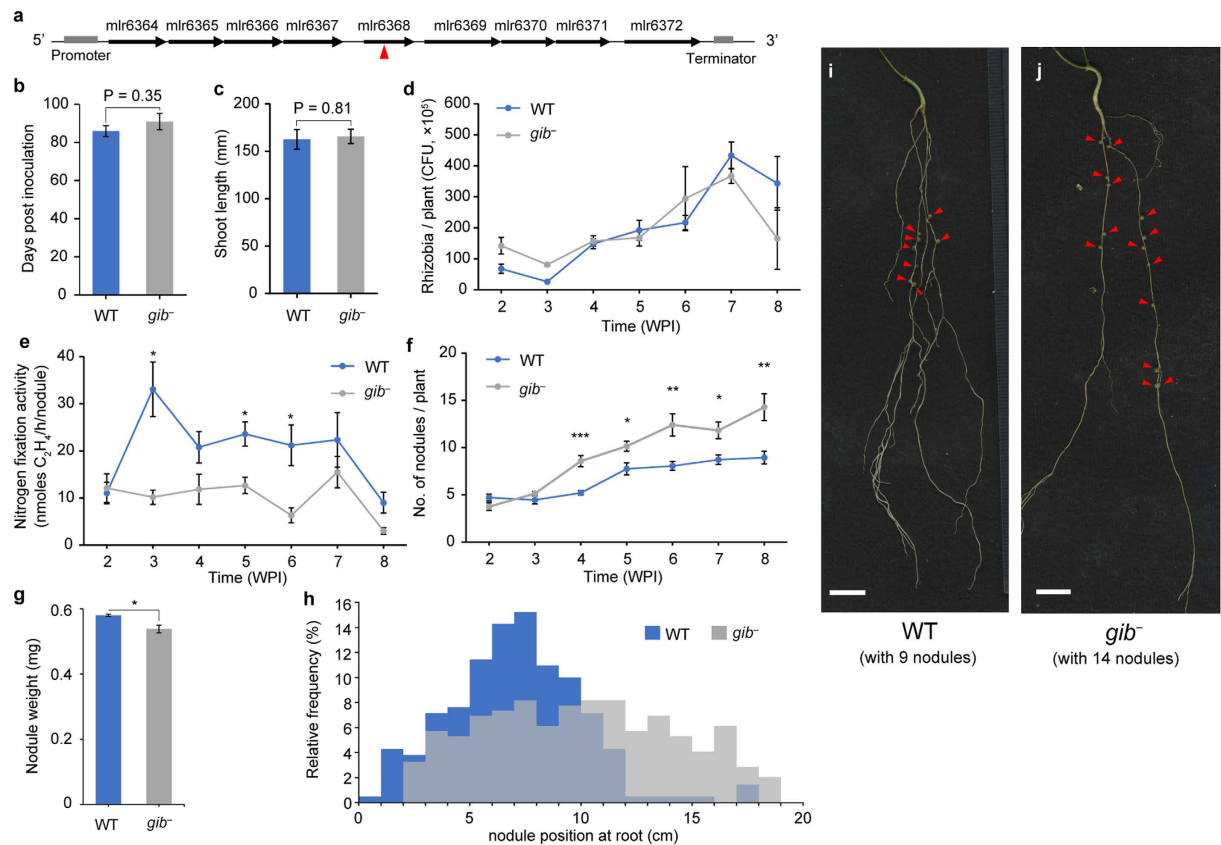 a
mlr6364 mlr6365 mlr6366 mlr6367 mlr6368 mlr6369 mlr6370 mlr6371 mlr6372
5’ 3’
Promoter Terminator
b
P = 0.35
Days post inoculation
120
100
80
60
40
20
0
WT gib⁻
c
P = 0.81
Shoot length (mm)
200
150
100
50
0
WT gib⁻
d
WT
gib⁻
Rhizobia / plant (CFU, ×10⁵)
600
500
400
300
200
100
0
2 3 4 5 6 7 8
Time (WPI)
e
WT
gib⁻
Nitrogen fixation activity
(nmoles C₂H₄/h/nodule)
40
30
20
10
0
* * *
2 3 4 5 6 7 8
Time (WPI)
f
WT
gib⁻
No. of nodules / plant
20
15
10
5
0
*** * ** * **
2 3 4 5 6 7 8
Time (WPI)
g
*
Nodule weight (mg)
0.6
0.4
0.2
0
WT gib⁻
h
WT gib⁻
Relative frequency (%)
16
14
12
10
8
6
4
2
0
0 5 10 15 20
nodule position at root (cm)
i
WT
(with 9 nodules)
j
gib⁻
(with 14 nodules)